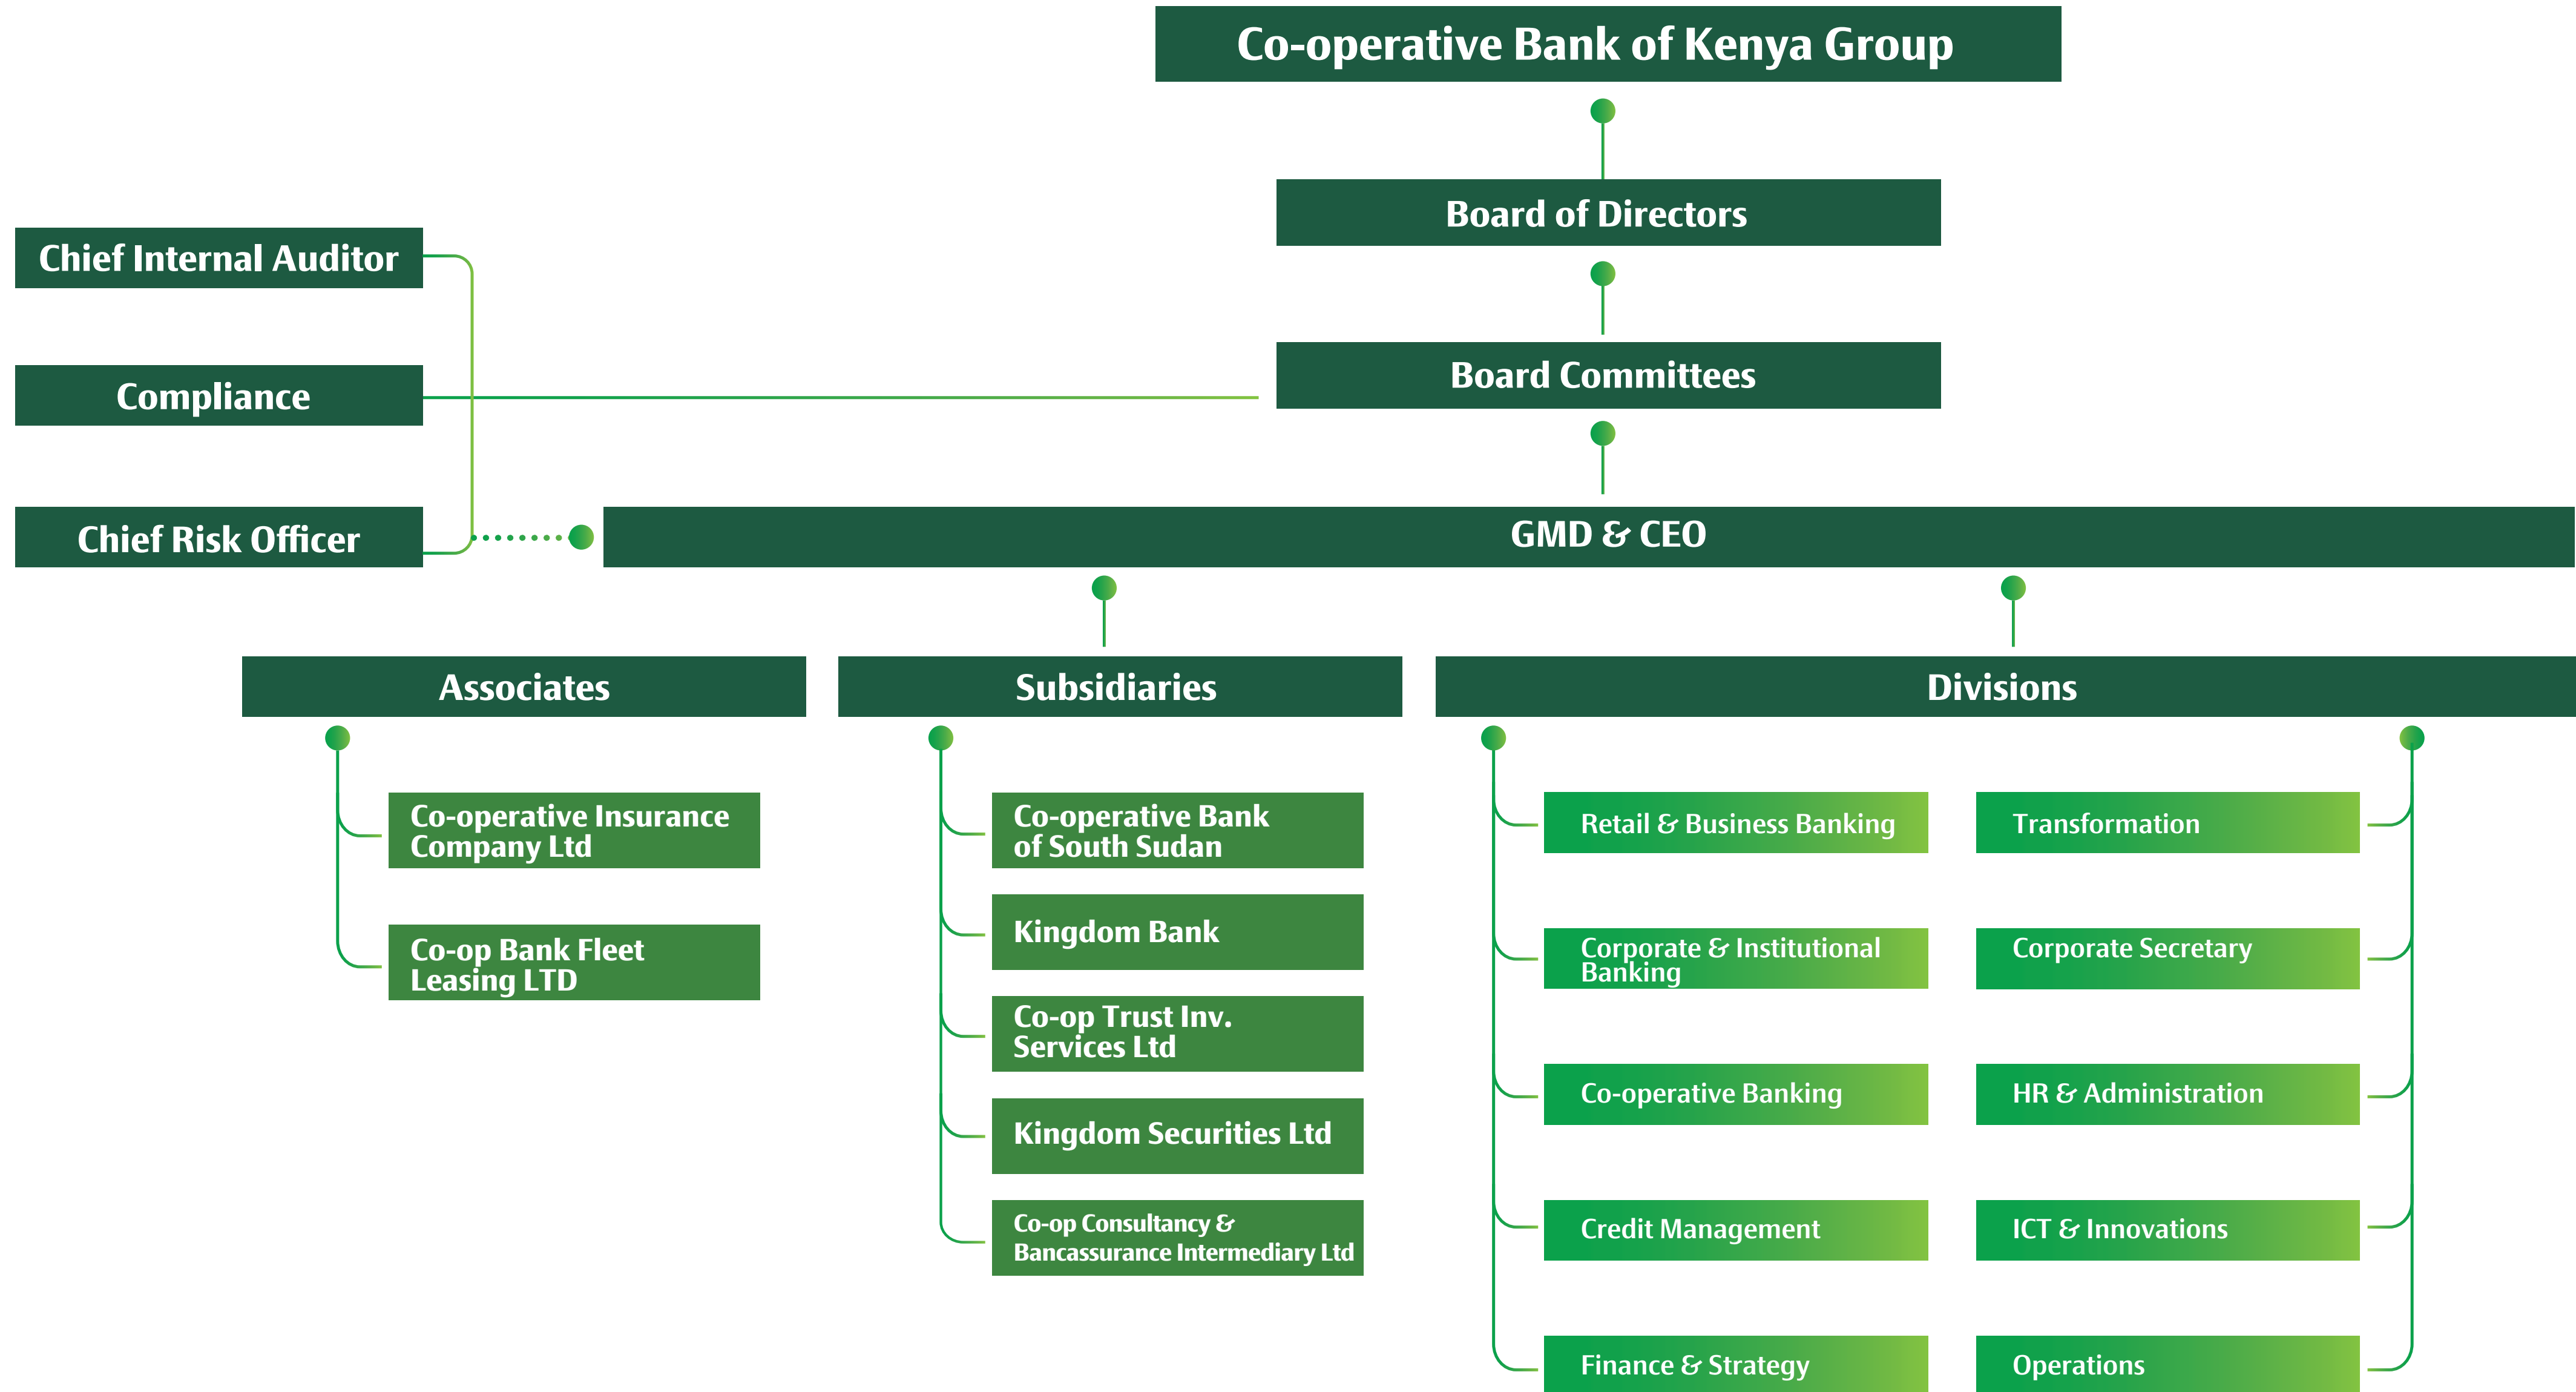 Co-operative Bank of Kenya Group
Board of Directors
Chief Internal Auditor
Board Committees
Compliance
GMD & CEO
Chief Risk Officer
Associates
Subsidiaries
Divisions
Co-operative Insurance
Company Ltd
Co-op Bank Fleet
Leasing LTD
Co-operative Bank
of South Sudan
Kingdom Bank
Co-op Trust Inv.
Services Ltd
Kingdom Securities Ltd
Co-op Consultancy &
Bancassurance Intermediary Ltd
Retail & Business Banking
Corporate & Institutional
Banking
Co-operative Banking
Credit Management
Finance & Strategy
Transformation
Corporate Secretary
HR & Administration
ICT & Innovations
Operations